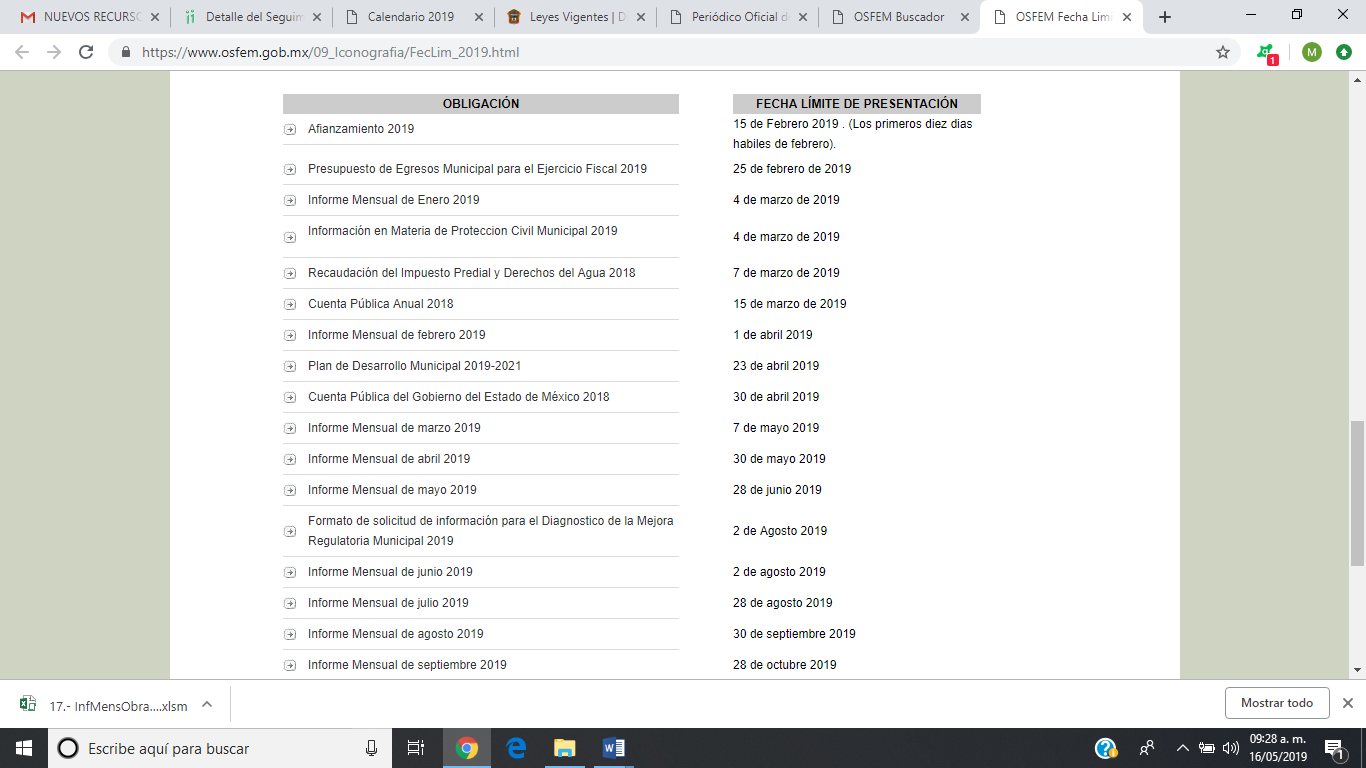 NUEVOS RECURSO
Detalle del Seguim
Calendario 2019
Leyes Vigentes | D
Periódico Oficial d
OSFEM Buscador
OSFEM Fecha Limi
https://www.osfem.gob.mx/09_Iconografia/FecLim_2019.html
1
M
OBLIGACIÓN FECHA LÍMITE DE PRESENTACIÓN
Afianzamiento 2019 15 de Febrero 2019 . (Los primeros diez dias
habiles de febrero).
Presupuesto de Egresos Municipal para el Ejercicio Fiscal 2019 25 de febrero de 2019
Informe Mensual de Enero 2019 4 de marzo de 2019
Información en Materia de Proteccion Civil Municipal 2019 4 de marzo de 2019
Recaudación del Impuesto Predial y Derechos del Agua 2018 7 de marzo de 2019
Cuenta Pública Anual 2018 15 de marzo de 2019
Informe Mensual de febrero 2019 1 de abril 2019
Plan de Desarrollo Municipal 2019-2021 23 de abril 2019
Cuenta Pública del Gobierno del Estado de México 2018 30 de abril 2019
Informe Mensual de marzo 2019 7 de mayo 2019
Informe Mensual de abril 2019 30 de mayo 2019
Informe Mensual de mayo 2019 28 de junio 2019
Formato de solicitud de información para el Diagnostico de la Mejora
Regulatoria Municipal 2019 2 de Agosto 2019
Informe Mensual de junio 2019 2 de agosto 2019
Informe Mensual de julio 2019 28 de agosto 2019
Informe Mensual de agosto 2019 30 de septiembre 2019
Informe Mensual de septiembre 2019 28 de octubre 2019
17.- InfMensObra....xlsm
Mostrar todo
Escribe aquí para buscar
09:28 a. m.
16/05/2019
1